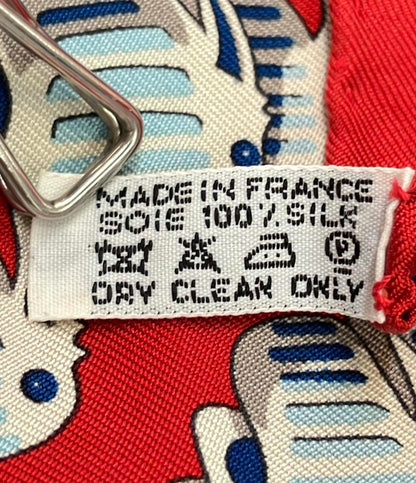 MADE IN FRANCE
SOIE 100% SILK
P
DRY CLEAN ONLY